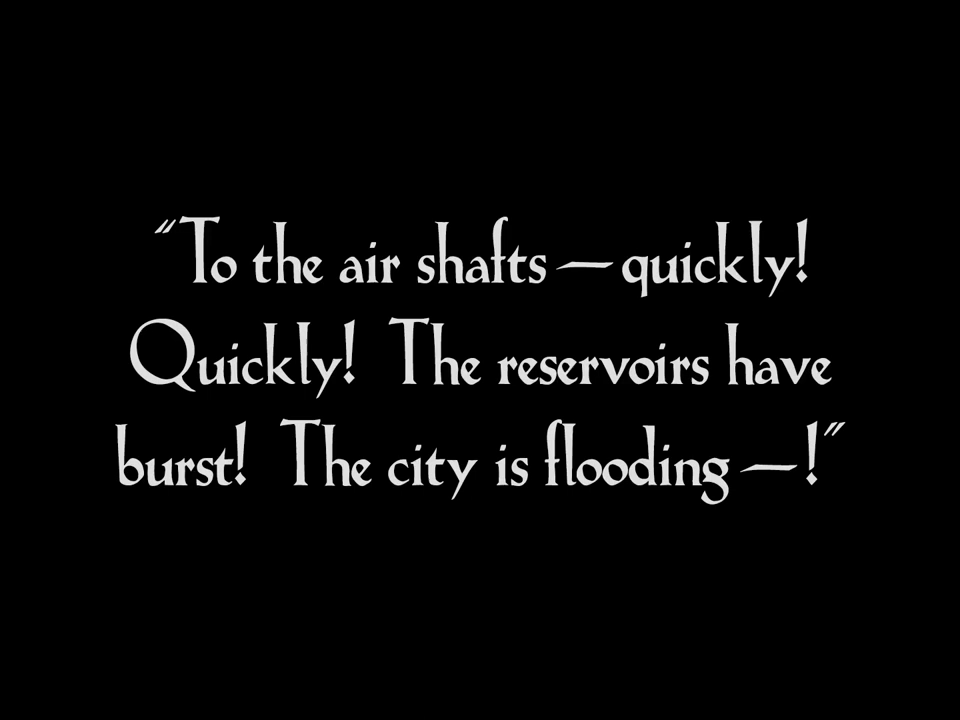 “To the air shafts—quickly!
Quickly! The reservoirs have
burst! The city is flooding—!”